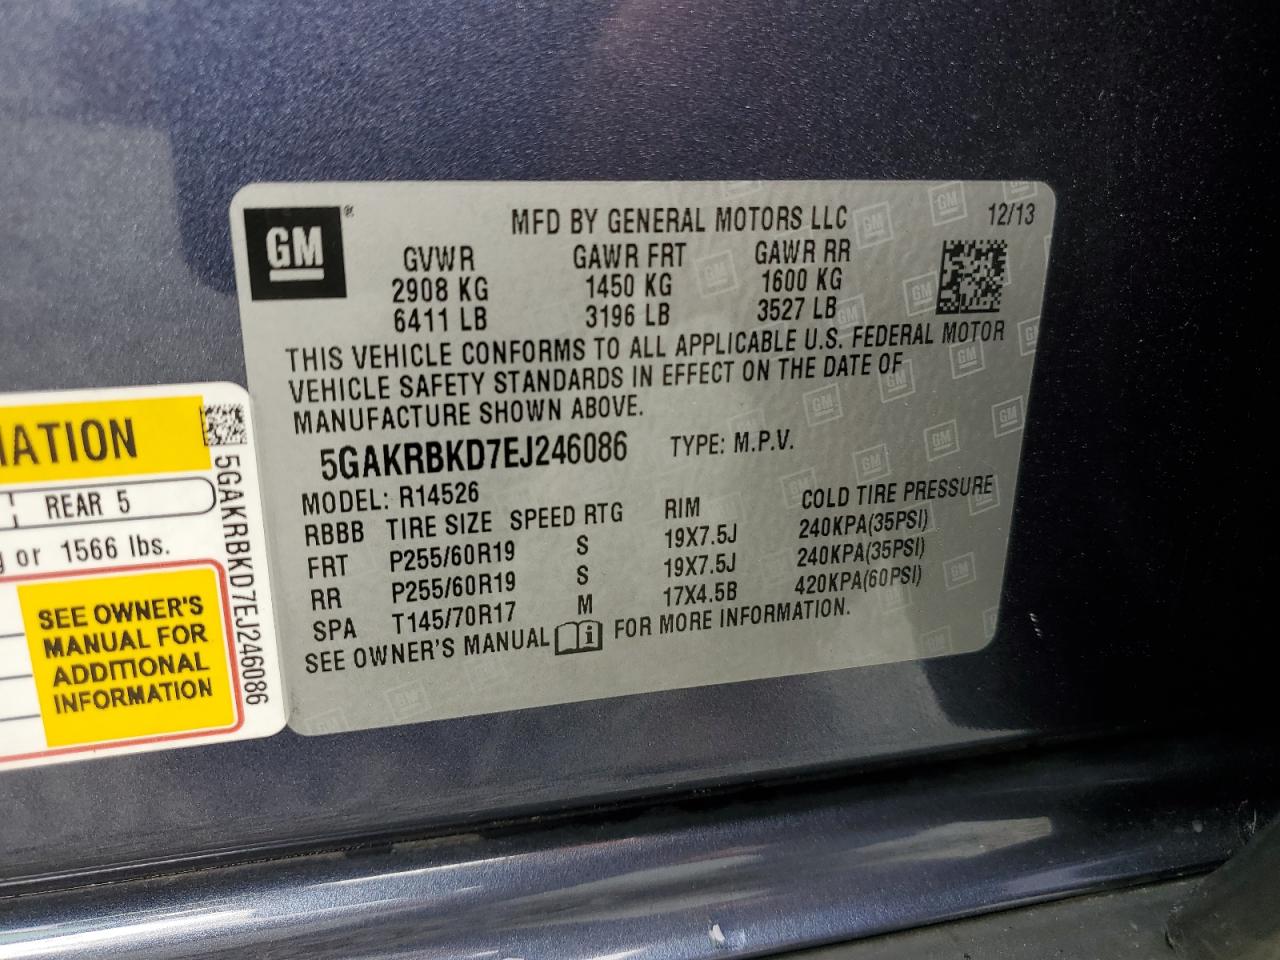 GM®
MFD BY GENERAL MOTORS LLC 12/13
GVWR GAWR FRT GAWR RR
2908 KG 1450 KG 1600 KG
6411 LB 3196 LB 3527 LB
THIS VEHICLE CONFORMS TO ALL APPLICABLE U.S. FEDERAL MOTOR
VEHICLE SAFETY STANDARDS IN EFFECT ON THE DATE OF
MANUFACTURE SHOWN ABOVE.
5GAKRBKD7EJ246086 TYPE: M.P.V.
MODEL: R14526
RBBB TIRE SIZE SPEED RTG RIM COLD TIRE PRESSURE
FRT P255/60R19 S 19X7.5J 240KPA(35PSI)
RR P255/60R19 S 19X7.5J 240KPA(35PSI)
SPA T145/70R17 M 17X4.5B 420KPA(60PSI)
SEE OWNER'S MANUAL i FOR MORE INFORMATION.
MATION
REAR 5
or 1566 lbs.
SEE OWNER'S
MANUAL FOR
ADDITIONAL
INFORMATION
5GAKRBKD7EJ246086